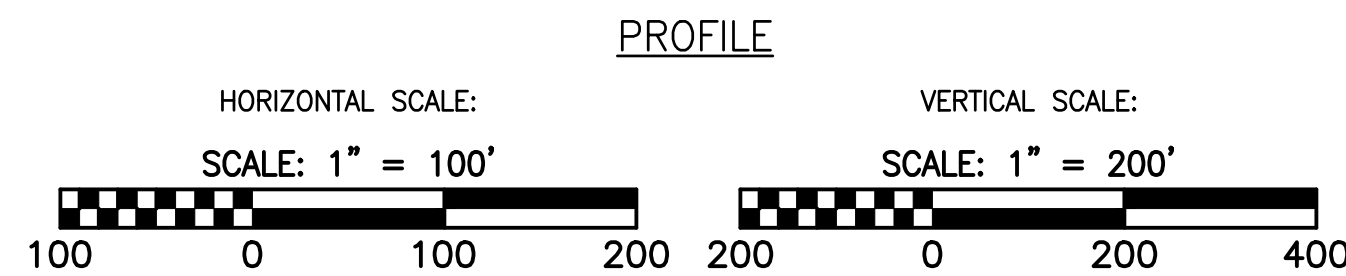 PROFILE
HORIZONTAL SCALE: VERTICAL SCALE:
SCALE: 1" = 100' SCALE: 1" = 200'
100 0 100 200 200 0 200 400